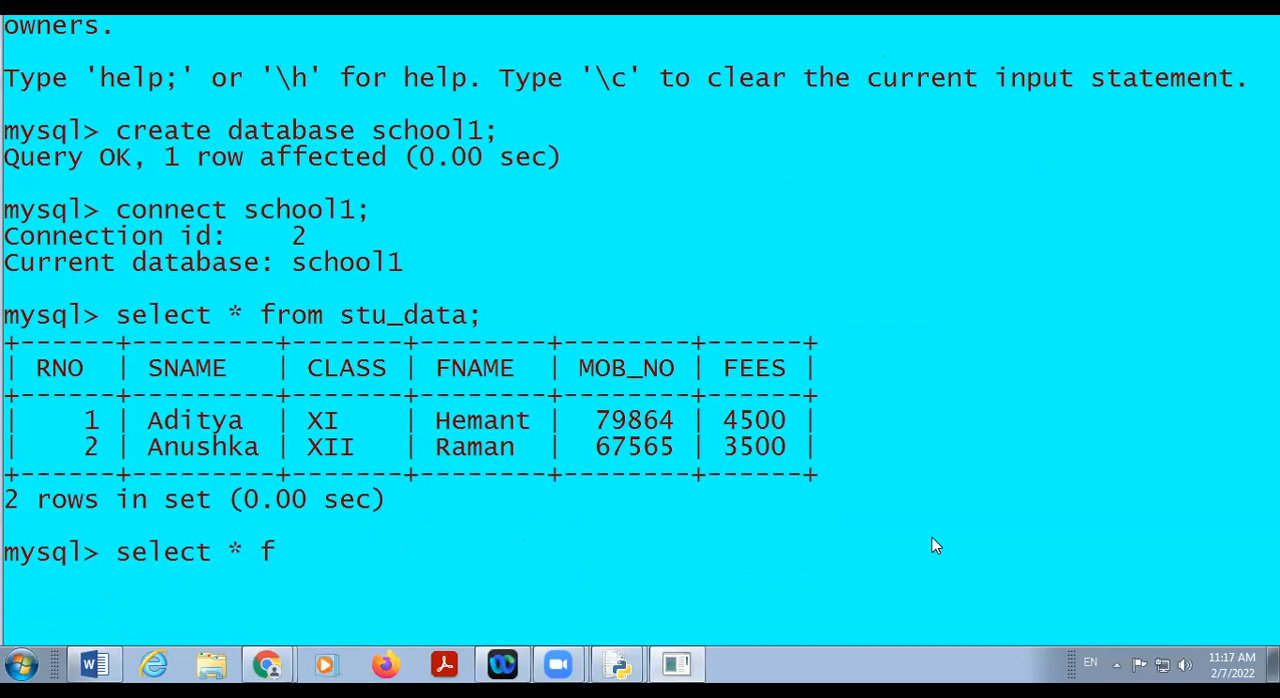 owners.
Type 'help;' or '\h' for help. Type '\c' to clear the current input statement.
mysql> create database school1;
Query OK, 1 row affected (0.00 sec)
mysql> connect school1;
Connection id:    2
Current database: school1
mysql> select * from stu_data;
+------+---------+-------+--------+--------+------+
| RNO  | SNAME   | CLASS | FNAME  | MOB_NO | FEES |
+------+---------+-------+--------+--------+------+
|    1 | Aditya  | XI    | Hemant |  79864 | 4500 |
|    2 | Anushka | XII   | Raman  |  67565 | 3500 |
+------+---------+-------+--------+--------+------+
2 rows in set (0.00 sec)
mysql> select * f
EN
11:17 AM
2/7/2022